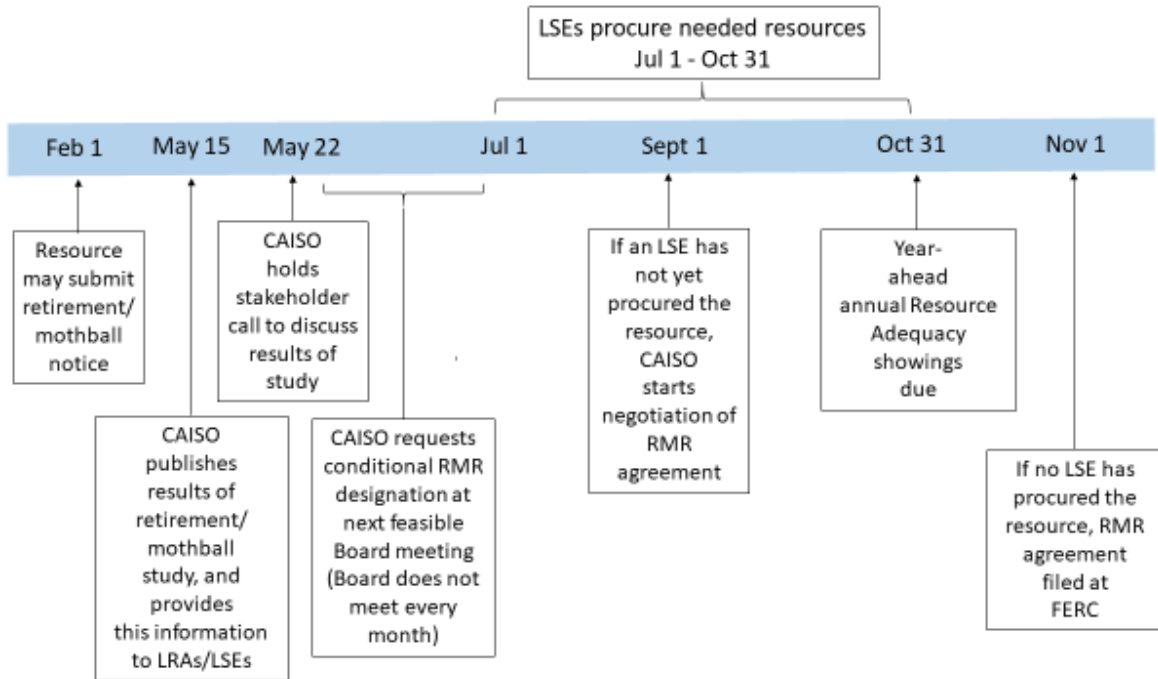 LSEs procure needed resources
Jul 1 - Oct 31
Feb 1
May 15
May 22
Jul 1
Sept 1
Oct 31
Nov 1
Resource
may submit
retirement/
mothball
notice
CAISO
publishes
results of
retirement/
mothball
study, and
provides
this information
to LRAs/LSEs
CAISO
holds
stakeholder
call to discuss
results of
study
CAISO requests
conditional RMR
designation at
next feasible
Board meeting
(Board does not
meet every
month)
If an LSE has
not yet
procured the
resource,
CAISO
starts
negotiation of
RMR
agreement
Year-
ahead
annual Resource
Adequacy
showings
due
If no LSE has
procured the
resource, RMR
agreement
filed at
FERC